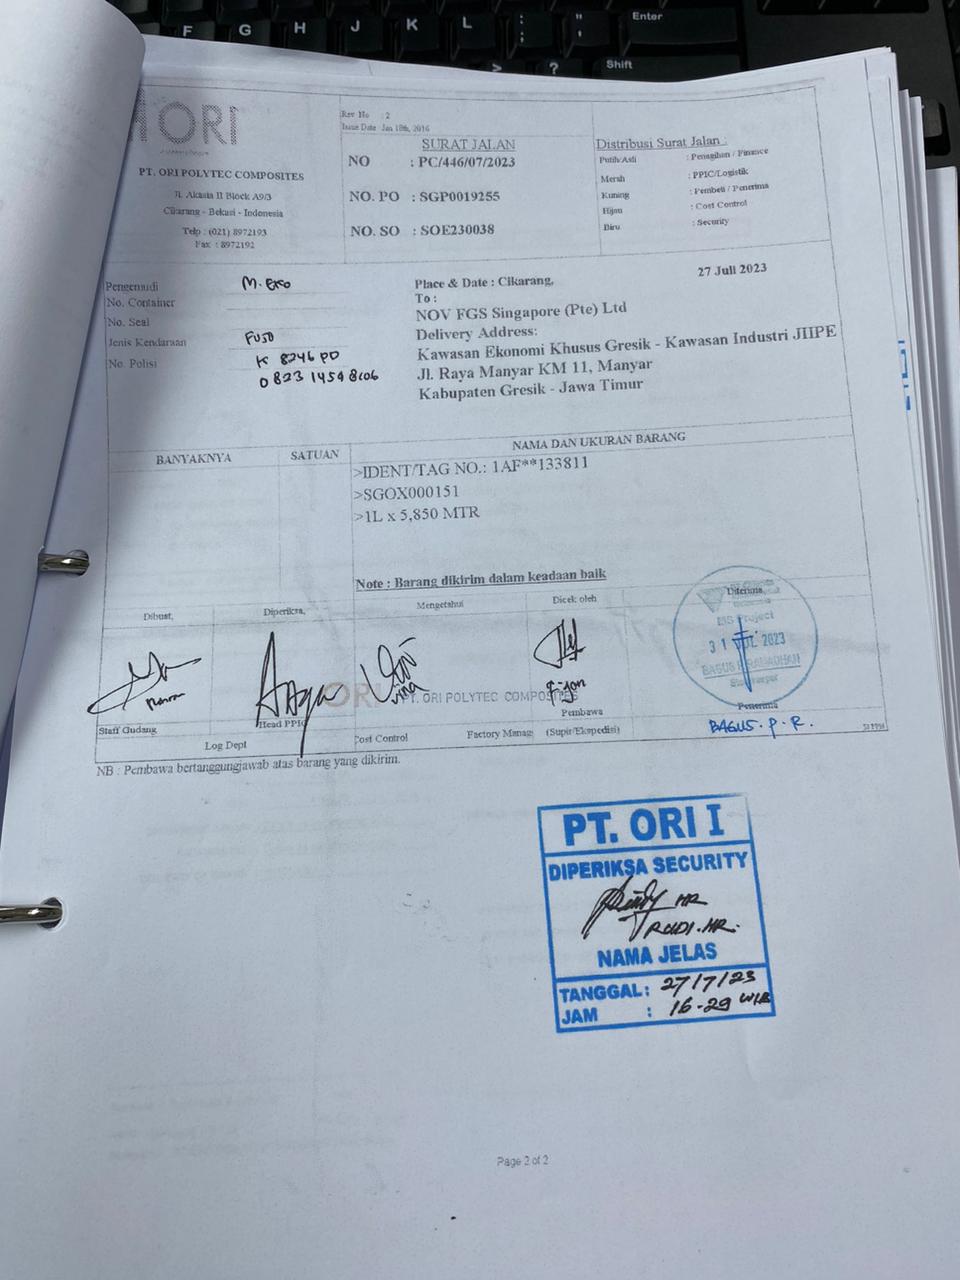 Enter
F G H J K L ; '
> ? Shift
ORI
PT. ORI POLYTEC COMPOSITES
Jl. Akasia II Block A9/3
Cikarang - Bekasi - Indonesia
Telp : (021) 8972193
Fax : 8972192
Rev No : 2
Issue Date Jan 18th, 2016
SURAT JALAN
NO : PC/446/07/2023
NO. PO : SGP0019255
NO. SO : SOE230038
Distribusi Surat Jalan :
Putih/Asli : Penagihan / Finance
Merah : PPIC/Logistik
Kuning : Pembeli / Penerima
Hijau : Cost Control
Biru : Security
Pengemudi M. Eko
No. Container
No. Seal
Jenis Kendaraan FUSO
No. Polisi K 8246 PD
0823 1454 8606
Place & Date : Cikarang, 27 Juli 2023
To :
NOV FGS Singapore (Pte) Ltd
Delivery Address:
Kawasan Ekonomi Khusus Gresik - Kawasan Industri JIIPE
Jl. Raya Manyar KM 11, Manyar
Kabupaten Gresik - Jawa Timur
BANYAKNYA SATUAN NAMA DAN UKURAN BARANG
>IDENT/TAG NO.: 1AF**133811
>SGOX000151
>1L x 5,850 MTR
Note : Barang dikirim dalam keadaan baik
Dibuat, Diperiksa, Mengetahui Dicek oleh Diterima,
Project
31 JUL 2023
ORI PT. ORI POLYTEC COMPOSITES
Staff Gudang Head PPIC Cost Control Factory Manag Pembawa (Supir/Ekspedisi) Penerima
Log Dept
BAGUS. P. R.
NB : Pembawa bertanggungjawab atas barang yang dikirim.
PT. ORI I
DIPERIKSA SECURITY
RUDI. HR.
NAMA JELAS
TANGGAL : 27/7/23
JAM : 16-29 WIB
Page 2 of 2